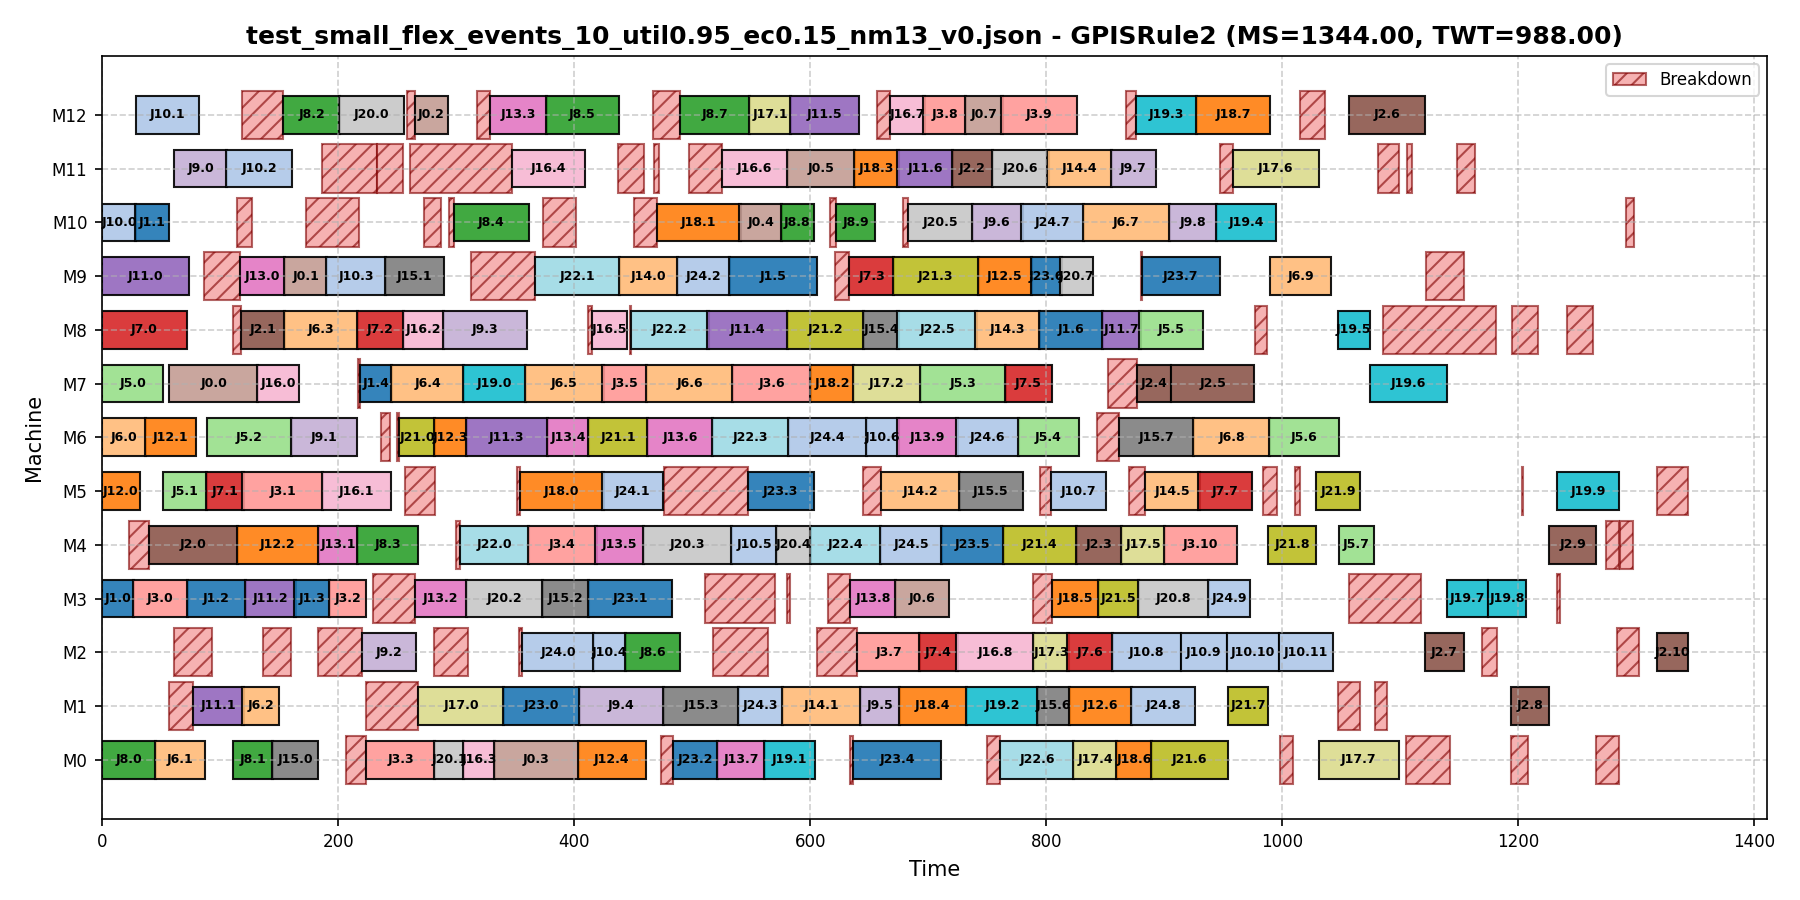 test_small_flex_events_10_util0.95_ec0.15_nm13_v0.json - GPISRule2 (MS=1344.00, TWT=988.00)
Breakdown
M12 J10.1 J8.2 J20.0 J0.2 J13.3 J8.5 J8.7 J17.1 J11.5 J16.7 J3.8 J0.7 J3.9 J19.3 J18.7 J2.6
M11 J9.0 J10.2 J16.4 J16.6 J0.5 J18.3 J11.6 J2.2 J20.6 J14.4 J9.7 J17.6
M10 J10.0 J1.1 J8.4 J18.1 J0.4 J8.8 J8.9 J20.5 J9.6 J24.7 J6.7 J9.8 J19.4
M9 J11.0 J13.0 J0.1 J10.3 J15.1 J22.1 J14.0 J24.2 J1.5 J7.3 J21.3 J12.5 J23.6 J20.7 J23.7 J6.9
M8 J7.0 J2.1 J6.3 J7.2 J16.2 J9.3 J16.5 J22.2 J11.4 J21.2 J15.4 J22.5 J14.3 J1.6 J11.7 J5.5 J19.5
M7 J5.0 J0.0 J16.0 J1.4 J6.4 J19.0 J6.5 J3.5 J6.6 J3.6 J18.2 J17.2 J5.3 J7.5 J2.4 J2.5 J19.6
M6 J6.0 J12.1 J5.2 J9.1 J21.0 J12.3 J11.3 J13.4 J21.1 J13.6 J22.3 J24.4 J10.6 J13.9 J24.6 J5.4 J15.7 J6.8 J5.6
M5 J12.0 J5.1 J7.1 J3.1 J16.1 J18.0 J24.1 J23.3 J14.2 J15.5 J10.7 J14.5 J7.7 J21.9 J19.9
M4 J2.0 J12.2 J13.1 J8.3 J22.0 J3.4 J13.5 J20.3 J10.5 J20.4 J22.4 J24.5 J23.5 J21.4 J2.3 J17.5 J3.10 J21.8 J5.7 J2.9
M3 J1.0 J3.0 J1.2 J11.2 J1.3 J3.2 J13.2 J20.2 J15.2 J23.1 J13.8 J0.6 J18.5 J21.5 J20.8 J24.9 J19.7 J19.8
M2 J9.2 J24.0 J10.4 J8.6 J3.7 J7.4 J16.8 J17.3 J7.6 J10.8 J10.9 J10.10 J10.11 J2.7 J2.10
M1 J11.1 J6.2 J17.0 J23.0 J9.4 J15.3 J24.3 J14.1 J9.5 J18.4 J19.2 J15.6 J12.6 J24.8 J21.7 J2.8
M0 J8.0 J6.1 J8.1 J15.0 J3.3 J20.1 J16.3 J0.3 J12.4 J23.2 J13.7 J19.1 J23.4 J22.6 J17.4 J18.6 J21.6 J17.7
Machine
0 200 400 600 800 1000 1200 1400
Time